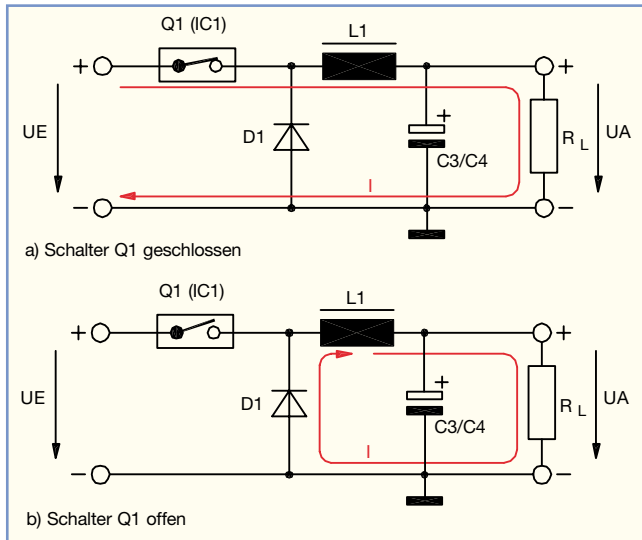 Q1 (IC1)
L1
+
+
+
UE
D1
C3/C4
R L
UA
I
–
–
a) Schalter Q1 geschlossen
Q1 (IC1)
L1
+
+
+
UE
D1
C3/C4
R L
UA
I
–
–
b) Schalter Q1 offen